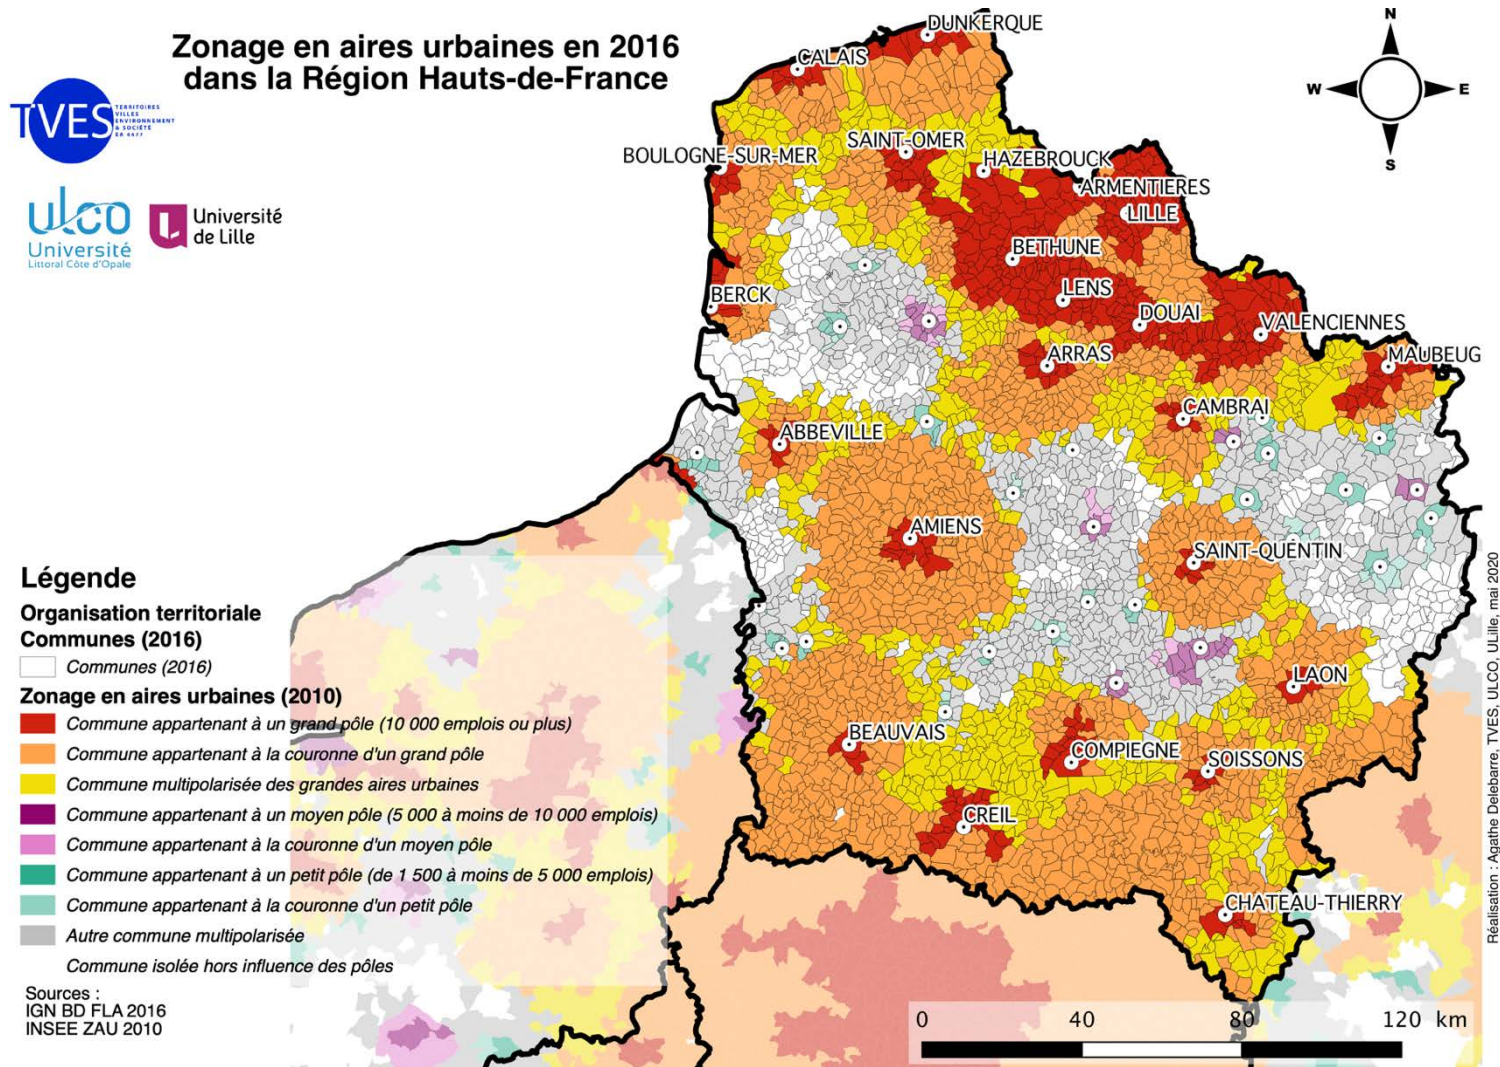 Zonage en aires urbaines en 2016
dans la Région Hauts-de-France
TVES
TERRITOIRES
VILLES
ENVIRONNEMENT
& SOCIÉTÉ
EA 4477
ulco
Université
Littoral Côte d'Opale
Université
de Lille
N
W
E
S
DUNKERQUE
CALAIS
SAINT-OMER
BOULOGNE-SUR-MER
HAZEBROUCK
ARMENTIERES
LILLE
BETHUNE
BERCK
LENS
DOUAI
VALENCIENNES
ARRAS
MAUBEUG
CAMBRAI
ABBEVILLE
AMIENS
SAINT-QUENTIN
LAON
BEAUVAIS
COMPIEGNE
SOISSONS
CREIL
CHATEAU-THIERRY
Légende
Organisation territoriale
Communes (2016)
Communes (2016)
Zonage en aires urbaines (2010)
Commune appartenant à un grand pôle (10 000 emplois ou plus)
Commune appartenant à la couronne d'un grand pôle
Commune multipolarisée des grandes aires urbaines
Commune appartenant à un moyen pôle (5 000 à moins de 10 000 emplois)
Commune appartenant à la couronne d'un moyen pôle
Commune appartenant à un petit pôle (de 1 500 à moins de 5 000 emplois)
Commune appartenant à la couronne d'un petit pôle
Autre commune multipolarisée
Commune isolée hors influence des pôles
Sources :
IGN BD FLA 2016
INSEE ZAU 2010
0 40 80 120 km
Réalisation : Agathe Delebarre, TVES, ULCO, ULille, mai 2020